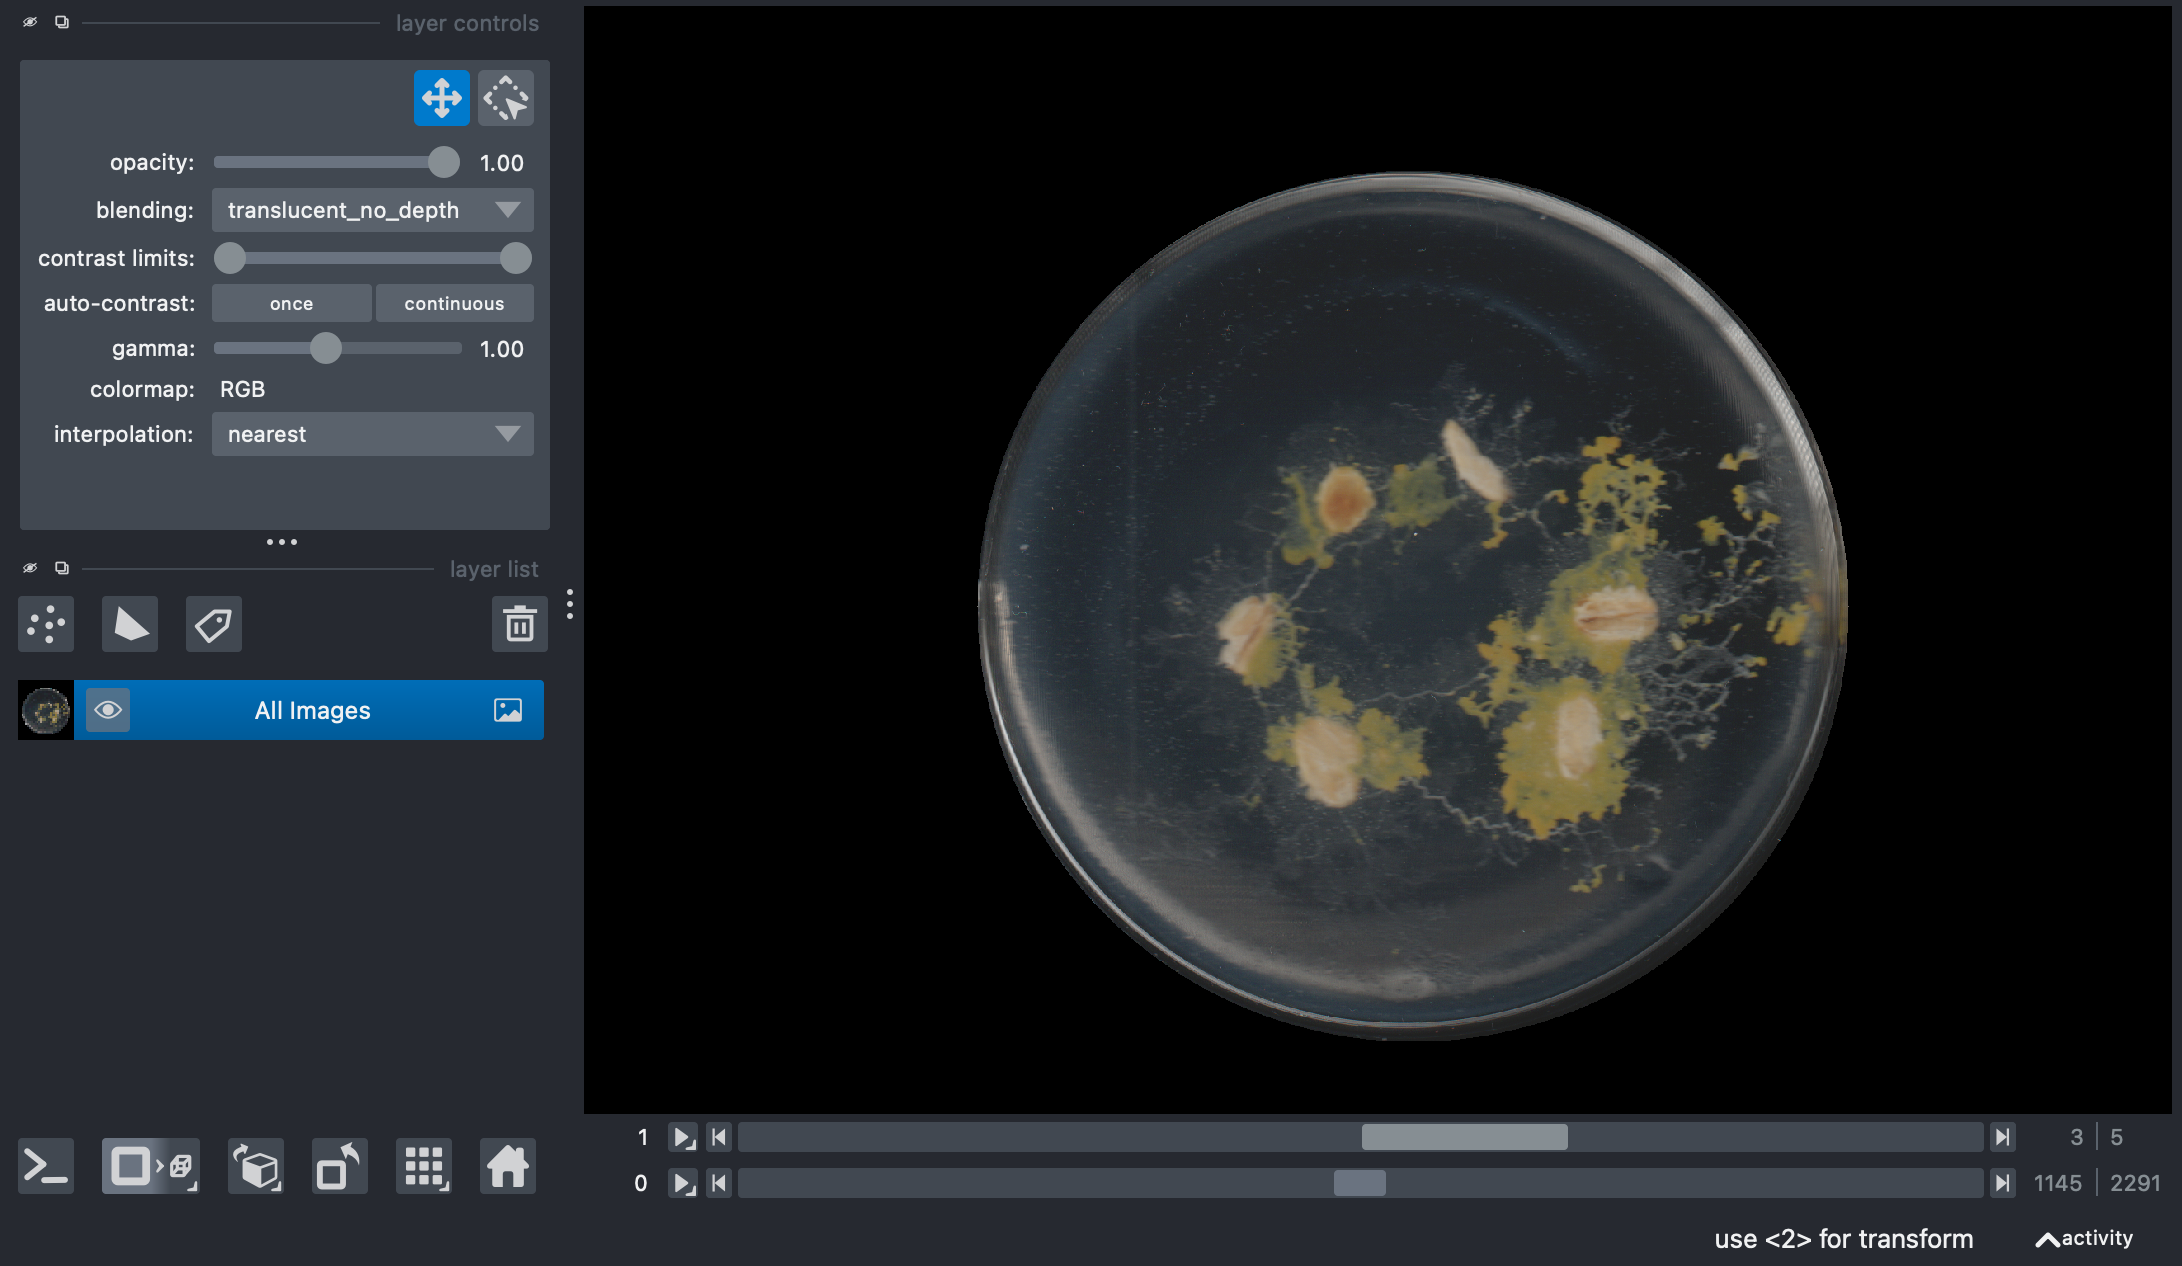 layer controls
opacity: 1.00
blending: translucent_no_depth
contrast limits:
auto-contrast: once continuous
gamma: 1.00
colormap: RGB
interpolation: nearest
layer list
All Images
1 3 5
0 1145 2291
use <2> for transform activity